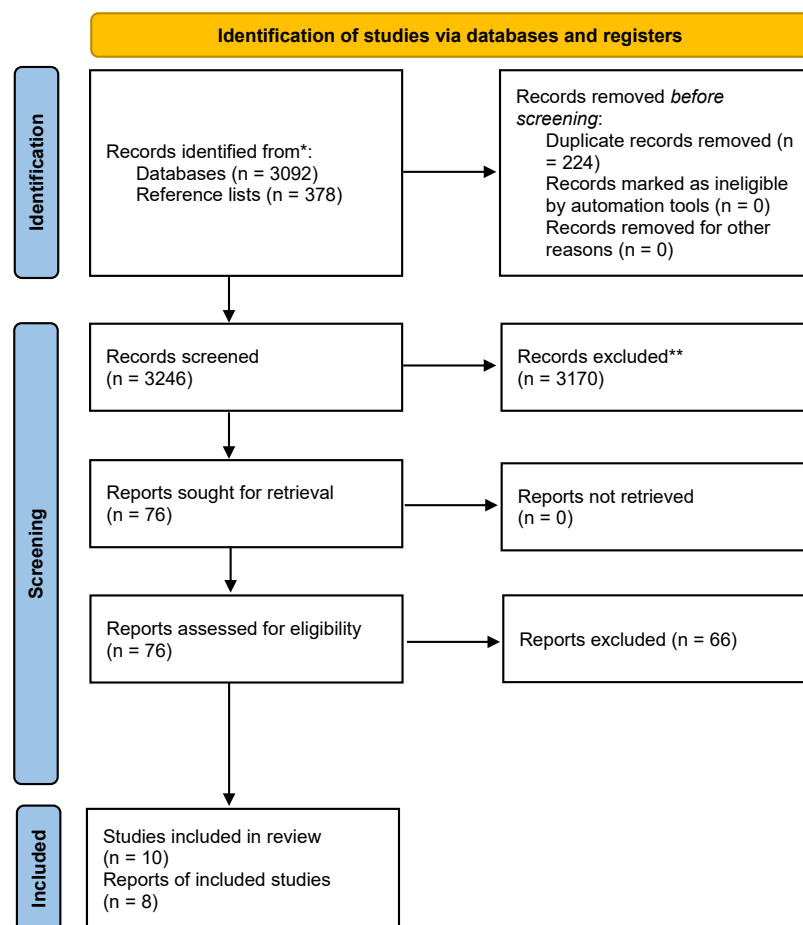 Identification of studies via databases and registers
Identification
Records identified from*:
Databases (n = 3092)
Reference lists (n = 378)
Records removed before
screening:
Duplicate records removed (n
= 224)
Records marked as ineligible
by automation tools (n = 0)
Records removed for other
reasons (n = 0)
Screening
Records screened
(n = 3246)
Records excluded**
(n = 3170)
Reports sought for retrieval
(n = 76)
Reports not retrieved
(n = 0)
Reports assessed for eligibility
(n = 76)
Reports excluded (n = 66)
Included
Studies included in review
(n = 10)
Reports of included studies
(n = 8)